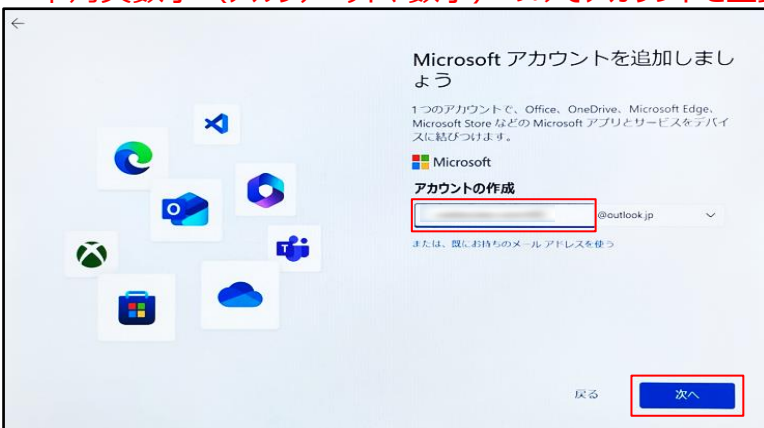 Microsoft アカウントを追加しまし
ょう
1つのアカウントで、Office、OneDrive、Microsoft Edge、
Microsoft Store などの Microsoft アプリとサービスをデバイ
スに結びつけます。
Microsoft
アカウントの作成
@outlook.jp
または、既にお持ちのメール アドレスを使う
戻る
次へ